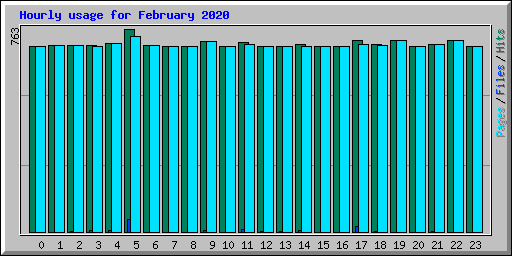 Hourly usage for February 2020
763
Pages/Files/Hits
0 1 2 3 4 5 6 7 8 9 10 11 12 13 14 15 16 17 18 19 20 21 22 23